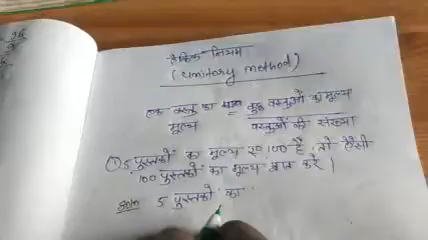 ऐकिक नियम
(unitary method)
एक वस्तु का = कुछ वस्तुओं का मूल्य
मूल्य वस्तुओं की संख्या
① 5 पुस्तकों का मूल्य रु० 100 है, तो ऐसी
100 पुस्तकों का मूल्य ज्ञात करें।
Soln 5 पुस्तकों का